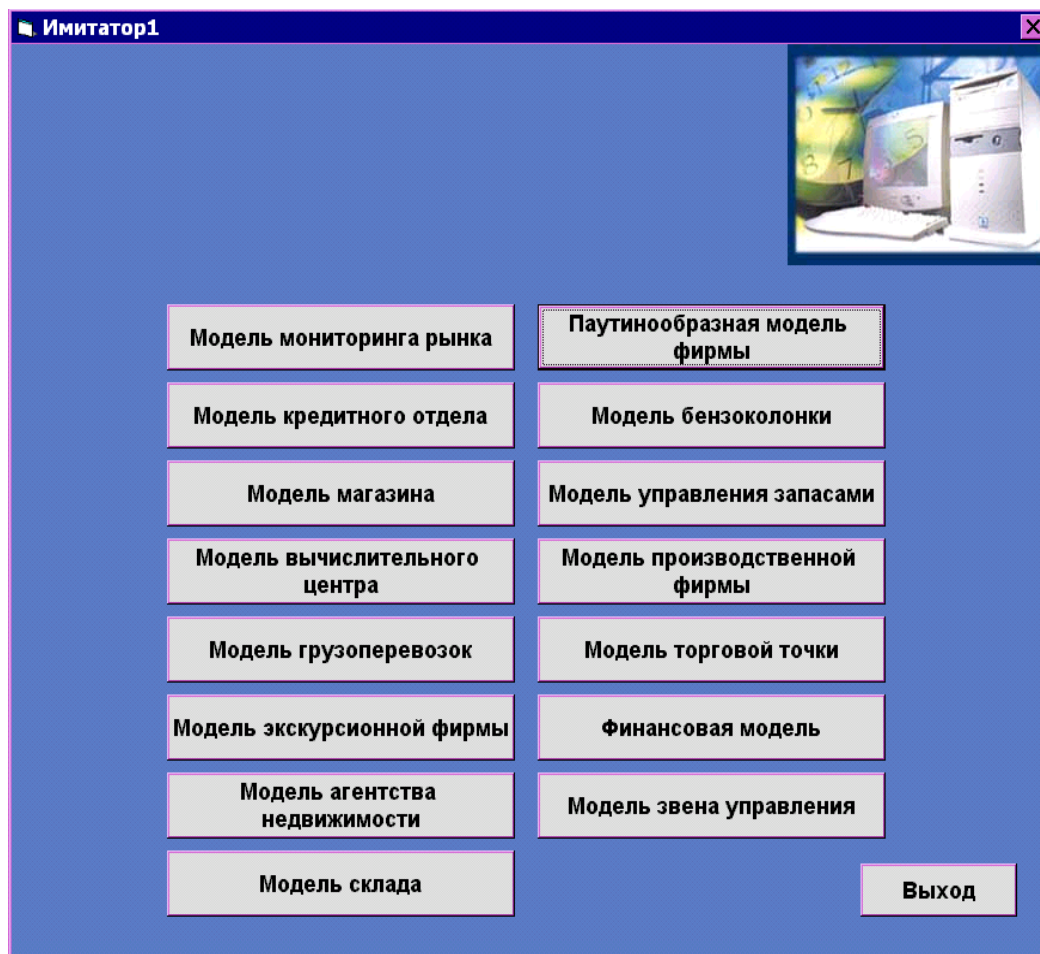 Имитатор1
Модель мониторинга рынка
Паутинообразная модель
фирмы
Модель кредитного отдела
Модель бензоколонки
Модель магазина
Модель управления запасами
Модель вычислительного
центра
Модель производственной
фирмы
Модель грузоперевозок
Модель торговой точки
Модель экскурсионной фирмы
Финансовая модель
Модель агентства
недвижимости
Модель звена управления
Модель склада
Выход